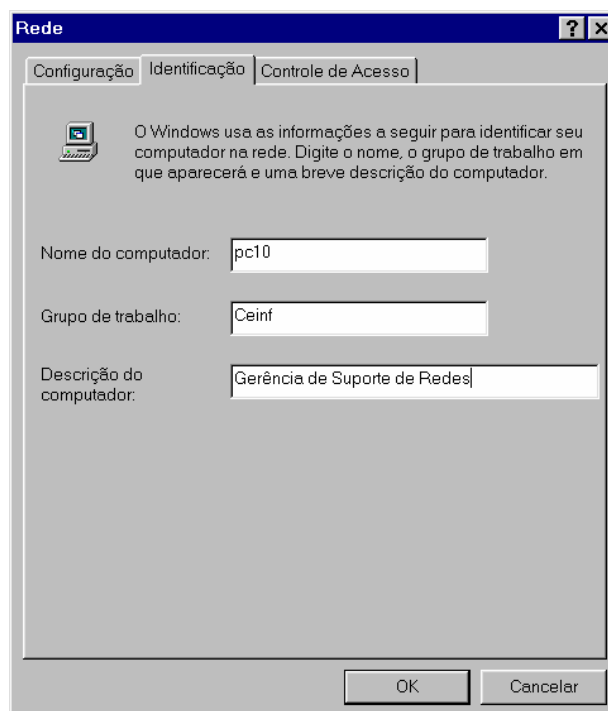 Rede
Configuração Identificação Controle de Acesso
O Windows usa as informações a seguir para identificar seu
computador na rede. Digite o nome, o grupo de trabalho em
que aparecerá e uma breve descrição do computador.
Nome do computador: pc10
Grupo de trabalho: Ceinf
Descrição do
computador:
Gerência de Suporte de Redes
OK Cancelar